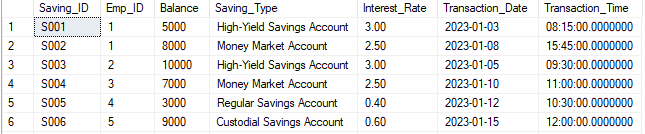 Saving_ID Emp_ID Balance Saving_Type Interest_Rate Transaction_Date Transaction_Time
1 S001 1 5000 High-Yield Savings Account 3.00 2023-01-03 08:15:00.0000000
2 S002 1 8000 Money Market Account 2.50 2023-01-08 15:45:00.0000000
3 S003 2 10000 High-Yield Savings Account 3.00 2023-01-05 09:30:00.0000000
4 S004 3 7000 Money Market Account 2.50 2023-01-10 11:00:00.0000000
5 S005 4 3000 Regular Savings Account 0.40 2023-01-12 10:30:00.0000000
6 S006 5 9000 Custodial Savings Account 0.60 2023-01-15 12:00:00.0000000